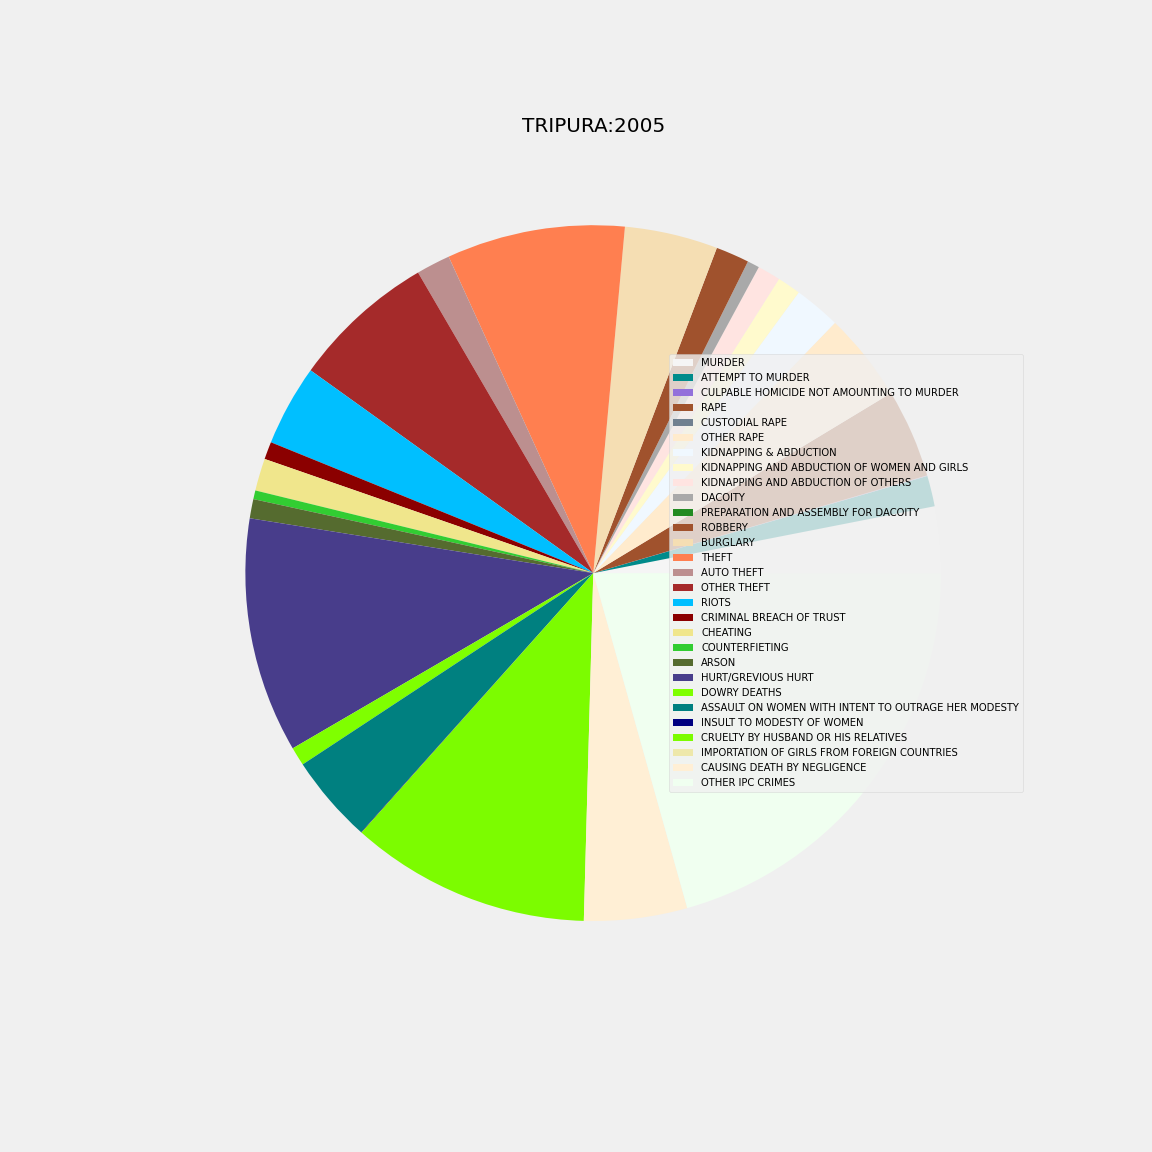 TRIPURA:2005
MURDER
ATTEMPT TO MURDER
CULPABLE HOMICIDE NOT AMOUNTING TO MURDER
RAPE
CUSTODIAL RAPE
OTHER RAPE
KIDNAPPING & ABDUCTION
KIDNAPPING AND ABDUCTION OF WOMEN AND GIRLS
KIDNAPPING AND ABDUCTION OF OTHERS
DACOITY
PREPARATION AND ASSEMBLY FOR DACOITY
ROBBERY
BURGLARY
THEFT
AUTO THEFT
OTHER THEFT
RIOTS
CRIMINAL BREACH OF TRUST
CHEATING
COUNTERFIETING
ARSON
HURT/GREVIOUS HURT
DOWRY DEATHS
ASSAULT ON WOMEN WITH INTENT TO OUTRAGE HER MODESTY
INSULT TO MODESTY OF WOMEN
CRUELTY BY HUSBAND OR HIS RELATIVES
IMPORTATION OF GIRLS FROM FOREIGN COUNTRIES
CAUSING DEATH BY NEGLIGENCE
OTHER IPC CRIMES